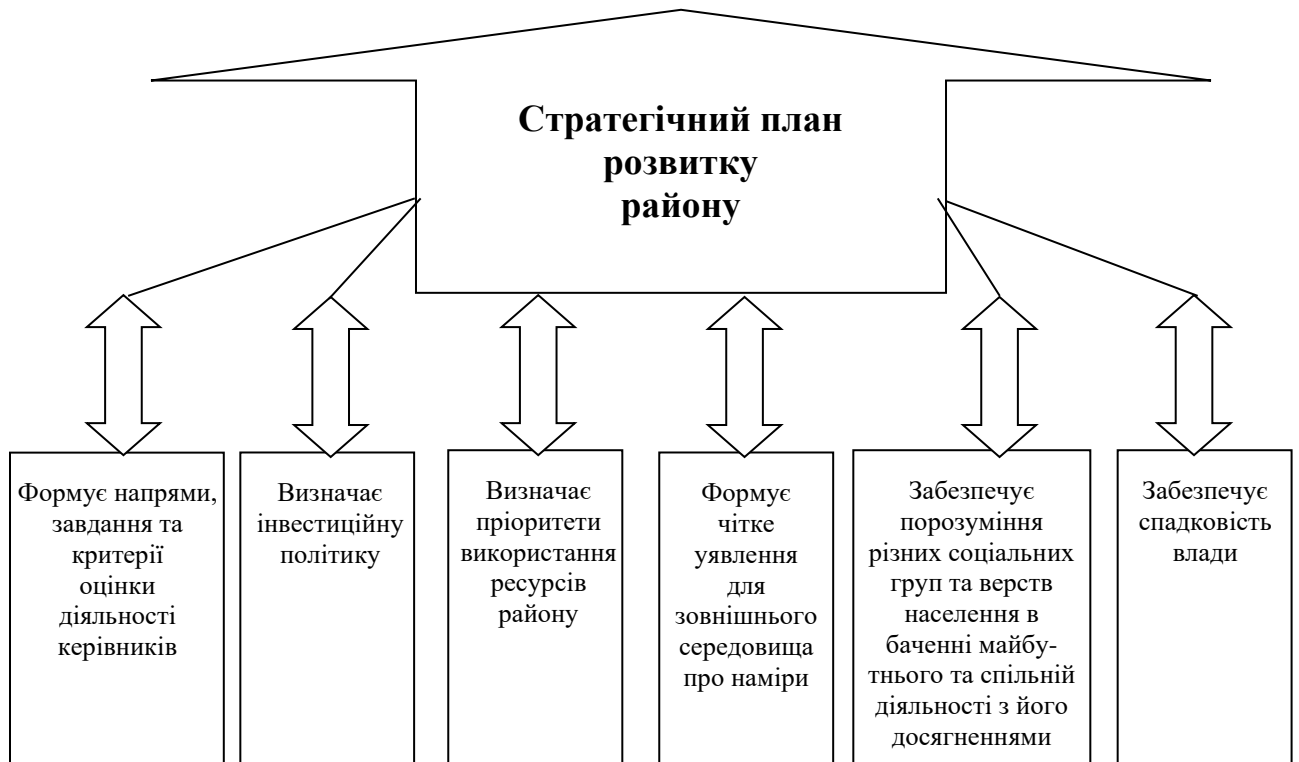 Стратегічний план
розвитку
району
Формує напрями,
завдання та
критерії
оцінки
діяльності
керівників
Визначає
інвестиційну
політику
Визначає
пріоритети
використання
ресурсів
району
Формує
чітке
уявлення
для
зовнішнього
середовища
про наміри
Забезпечує
порозуміння
різних соціальних
груп та верств
населення в
баченні майбу-
тнього та спільній
діяльності з його
досягненнями
Забезпечує
спадковість
влади